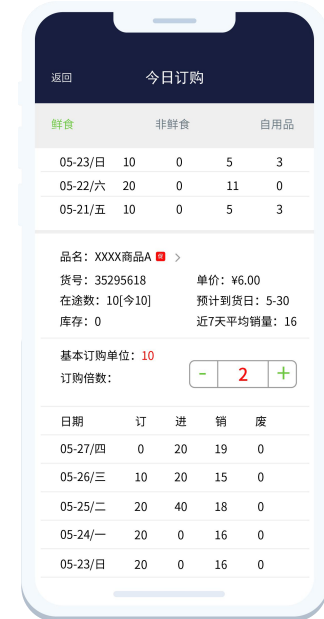 返回 今日订购
鲜食 非鲜食 自用品
05-23/日 10 0 5 3
05-22/六 20 0 11 0
05-21/五 10 0 5 3
品名：XXXX商品A >
货号：35295618 单价：¥6.00
在途数：10[今10] 预计到货日：5-30
库存：0 近7天平均销量：16
基本订购单位：10
订购倍数： - 2 +
日期 订 进 销 废
05-27/四 0 20 19 0
05-26/三 10 20 15 0
05-25/二 20 40 18 0
05-24/一 20 0 16 0
05-23/日 20 0 16 0